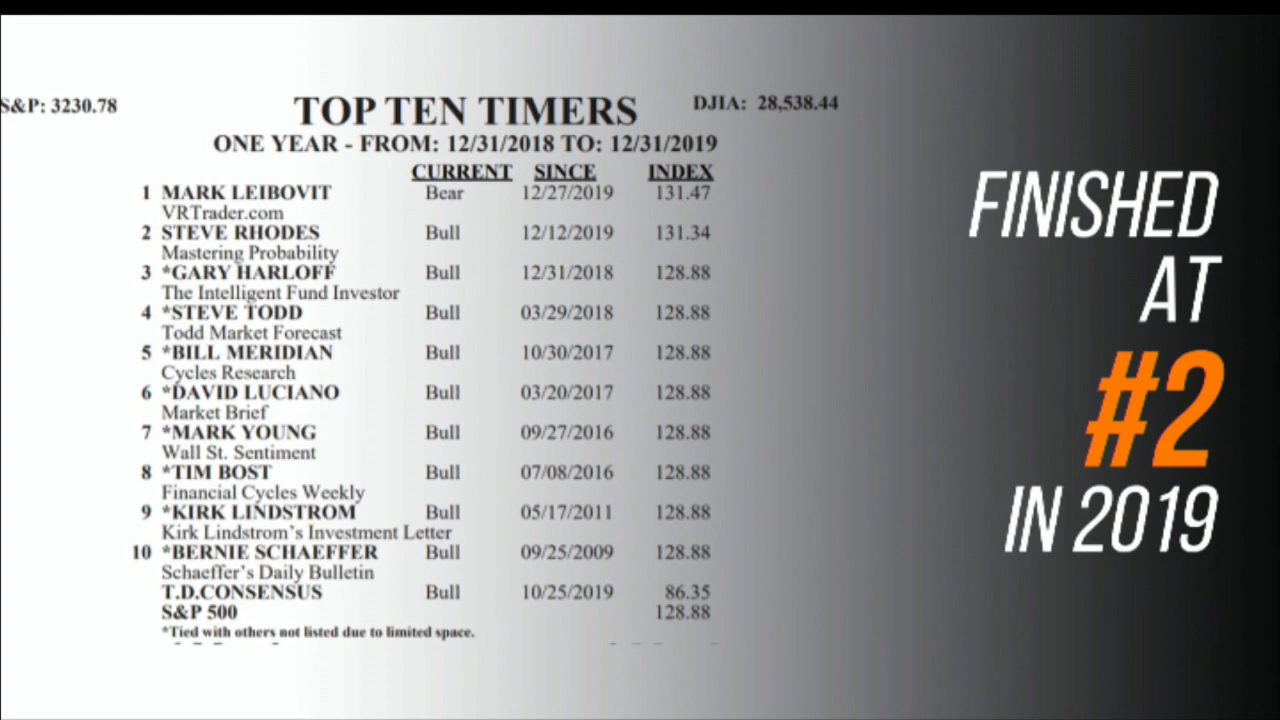 S&P: 3230.78
TOP TEN TIMERS
DJIA: 28,538.44
ONE YEAR - FROM: 12/31/2018 TO: 12/31/2019
CURRENT SINCE INDEX
1 MARK LEIBOVIT Bear 12/27/2019 131.47
VRTrader.com
2 STEVE RHODES Bull 12/12/2019 131.34
Mastering Probability
3 *GARY HARLOFF Bull 12/31/2018 128.88
The Intelligent Fund Investor
4 *STEVE TODD Bull 03/29/2018 128.88
Todd Market Forecast
5 *BILL MERIDIAN Bull 10/30/2017 128.88
Cycles Research
6 *DAVID LUCIANO Bull 03/20/2017 128.88
Market Brief
7 *MARK YOUNG Bull 09/27/2016 128.88
Wall St. Sentiment
8 *TIM BOST Bull 07/08/2016 128.88
Financial Cycles Weekly
9 *KIRK LINDSTROM Bull 05/17/2011 128.88
Kirk Lindstrom's Investment Letter
10 *BERNIE SCHAEFFER Bull 09/25/2009 128.88
Schaeffer's Daily Bulletin
T.D.CONSENSUS Bull 10/25/2019 86.35
S&P 500 128.88
*Tied with others not listed due to limited space.
FINISHED
AT
#2
IN 2019